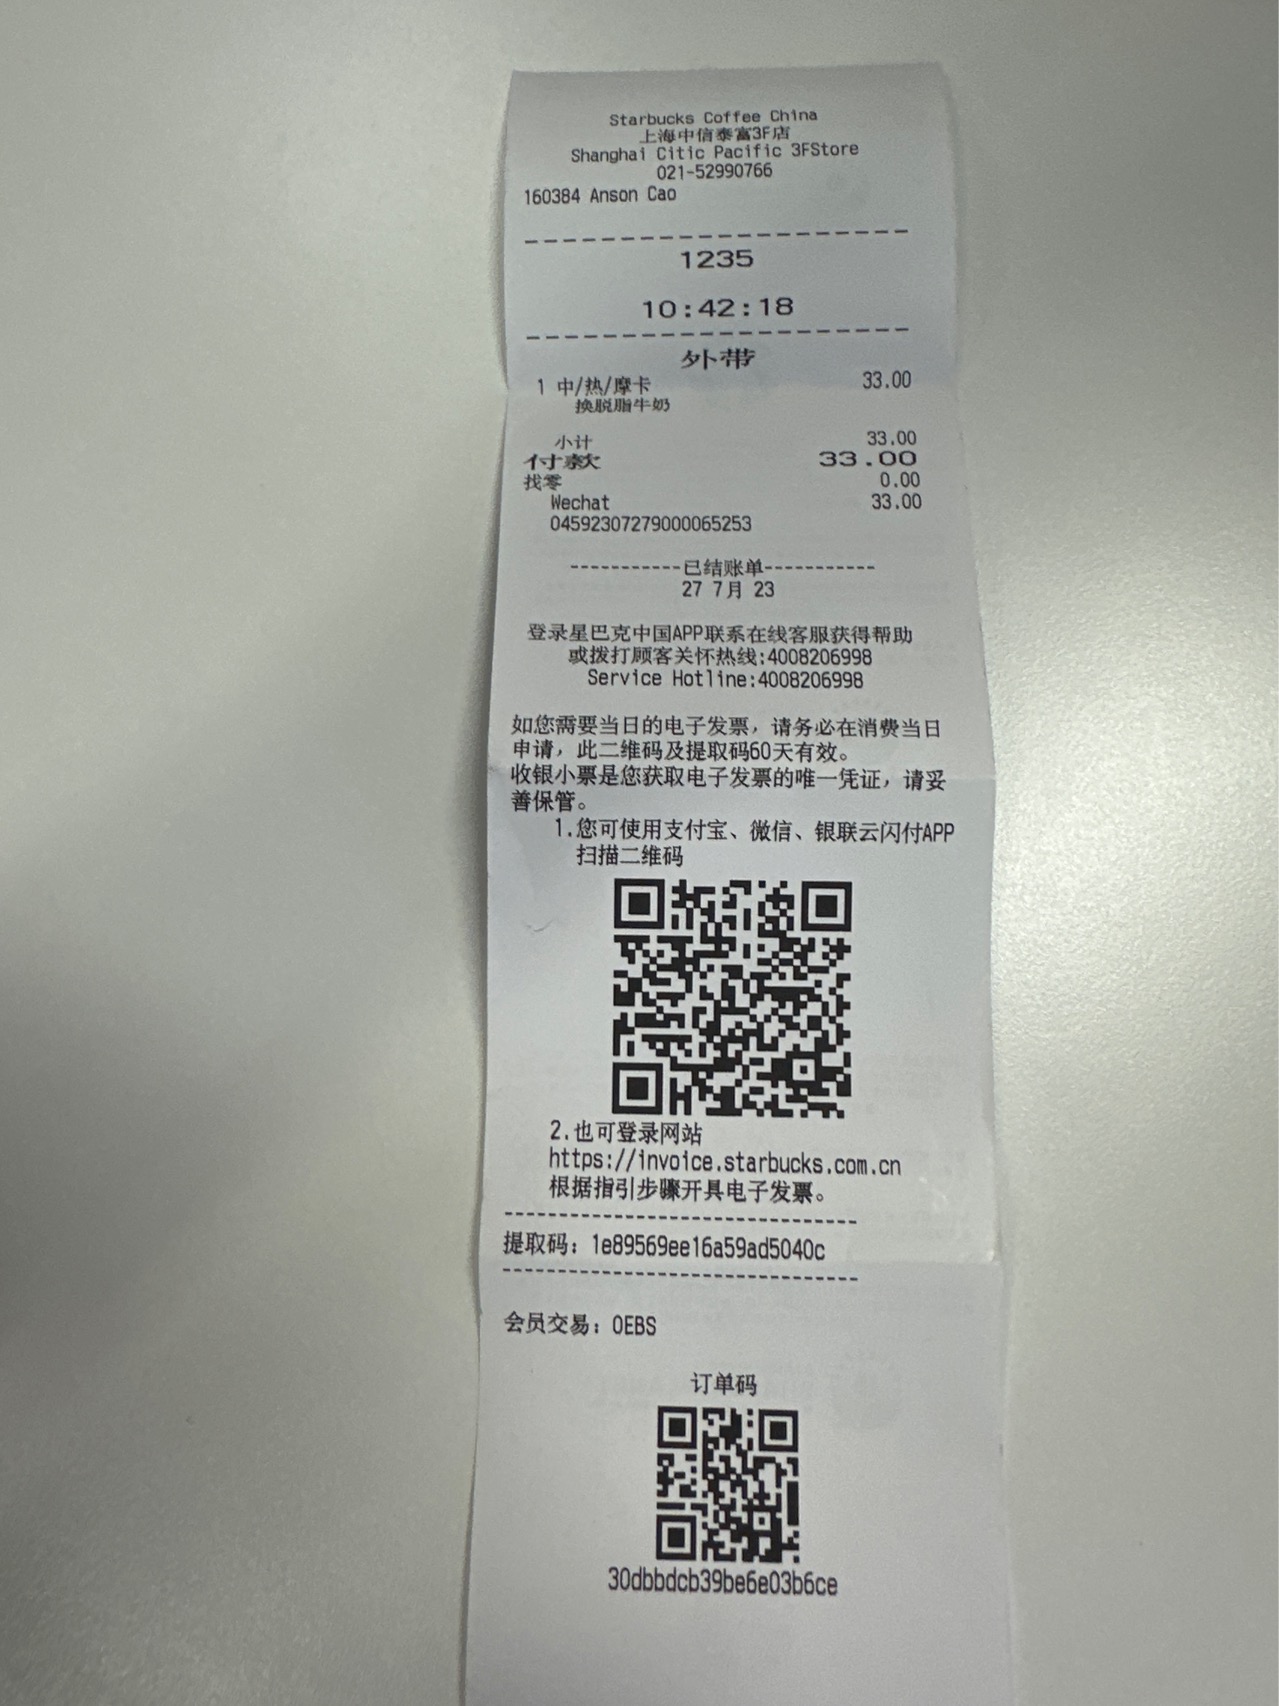 Starbucks Coffee China
上海中信泰富3F店
Shanghai Citic Pacific 3FStore
021-52990766
160384 Anson Cao
1235
10:42:18
外带
1 中/热/摩卡 33.00
换脱脂牛奶
小计 33.00
付款 33.00
找零 0.00
Wechat 33.00
04592307279000065253
-----------已结账单-----------
27 7月 23
登录星巴克中国APP联系在线客服获得帮助
或拨打顾客关怀热线:4008206998
Service Hotline:4008206998
如您需要当日的电子发票，请务必在消费当日
申请，此二维码及提取码60天有效。
收银小票是您获取电子发票的唯一凭证，请妥
善保管。
1.您可使用支付宝、微信、银联云闪付APP
扫描二维码
2.也可登录网站
https://invoice.starbucks.com.cn
根据指引步骤开具电子发票。
提取码：1e89569ee16a59ad5040c
会员交易：OEBS
订单码
30dbbdcb39be6e03b6ce